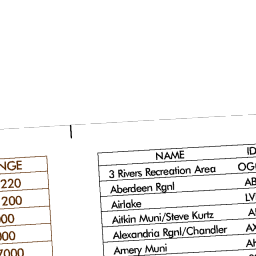 NAME ID
3 Rivers Recreation Area OG
Aberdeen Rgnl AB
Airlake LV
Aitkin Muni/Steve Kurtz A
Alexandria Rgnl/Chandler AX
Amery Muni AH
NGE
220
200
00
000
7000